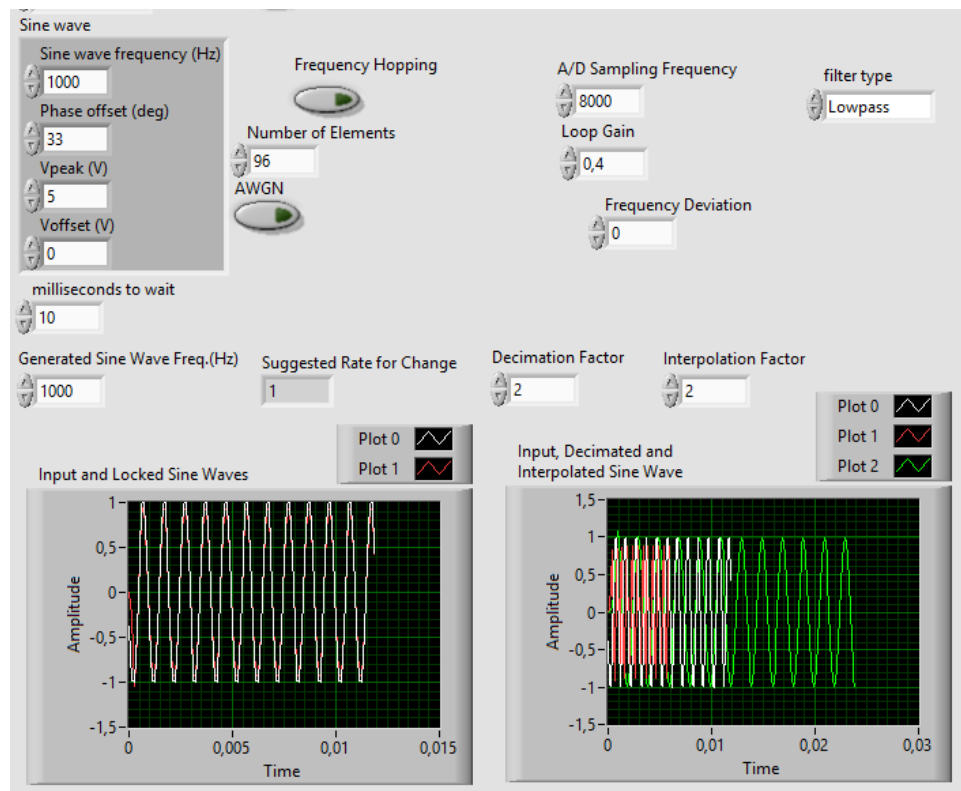 Sine wave
Sine wave frequency (Hz)
1000
Phase offset (deg)
33
Vpeak (V)
5
Voffset (V)
0
milliseconds to wait
10
Frequency Hopping
Number of Elements
96
AWGN
A/D Sampling Frequency
8000
Loop Gain
0,4
Frequency Deviation
0
filter type
Lowpass
Generated Sine Wave Freq.(Hz)
1000
Suggested Rate for Change
1
Decimation Factor
2
Interpolation Factor
2
Plot 0
Plot 1
Input and Locked Sine Waves
1
0,5
0
-0,5
-1
-1,5
Amplitude
0 0,005 0,01 0,015
Time
Plot 0
Plot 1
Plot 2
Input, Decimated and
Interpolated Sine Wave
1,5
1
0,5
0
-0,5
-1
-1,5
Amplitude
0 0,01 0,02 0,03
Time